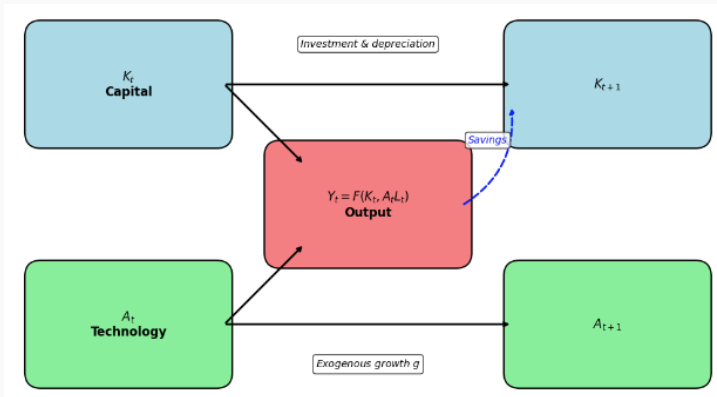 Investment & depreciation
K_t
Capital
K_{t+1}
Savings
Y_t = F(K_t, A_tL_t)
Output
A_t
Technology
A_{t+1}
Exogenous growth g